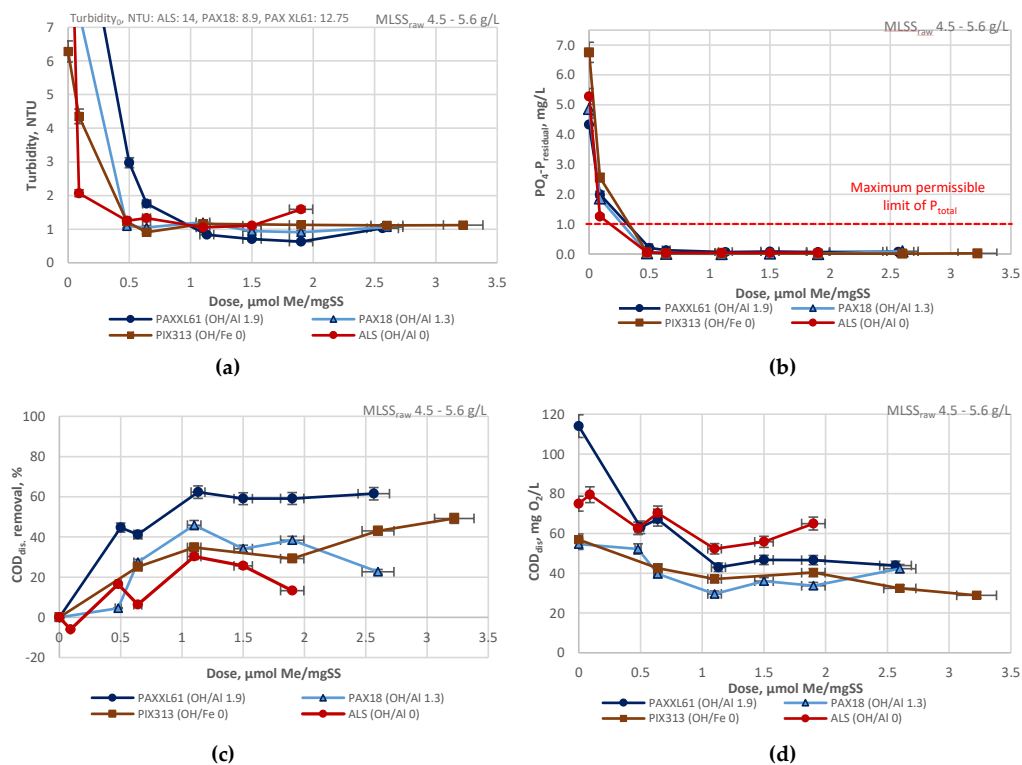 Turbidity0, NTU: ALS: 14, PAX18: 8.9, PAX XL61: 12.75
MLSSraw 4.5 - 5.6 g/L
7
6
5
4
3
2
1
0
Turbidity, NTU
0 0.5 1 1.5 2 2.5 3 3.5
Dose, µmol Me/mgSS
PAXXL61 (OH/Al 1.9) PAX18 (OH/Al 1.3)
PIX313 (OH/Fe 0) ALS (OH/Al 0)
(a)
MLSSraw 4.5 - 5.6 g/L
7.0
6.0
5.0
4.0
3.0
2.0
1.0
0.0
PO4-Presidual, mg/L
Maximum permissible
limit of Ptotal
0 0.5 1 1.5 2 2.5 3 3.5
Dose, µmol Me/mgSS
PAXXL61 (OH/Al 1.9) PAX18 (OH/Al 1.3)
PIX313 (OH/Fe 0) ALS (OH/Al 0)
(b)
MLSSraw 4.5 - 5.6 g/L
100
80
60
40
20
0
-20
CODdis. removal, %
0 0.5 1 1.5 2 2.5 3 3.5
Dose, µmol Me/mgSS
PAXXL61 (OH/Al 1.9) PAX18 (OH/Al 1.3)
PIX313 (OH/Fe 0) ALS (OH/Al 0)
(c)
MLSSraw 4.5 - 5.6 g/L
120
100
80
60
40
20
0
CODdis, mg O2/L
0 0.5 1 1.5 2 2.5 3 3.5
Dose, µmol Me/mgSS
PAXXL61 (OH/Al 1.9) PAX18 (OH/Al 1.3)
PIX313 (OH/Fe 0) ALS (OH/Al 0)
(d)